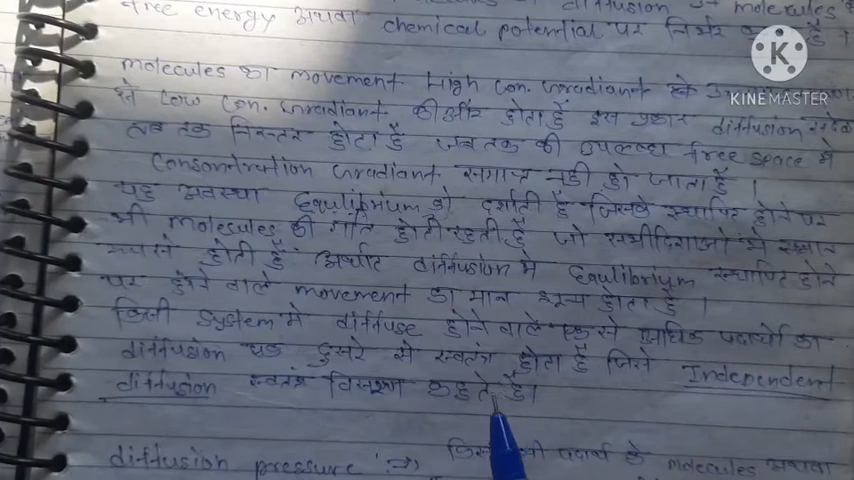 free energy अथवा chemical potential पर निर्भर
molecules का movement High con. Gradiant के
से Low con. Gradiant की ओर होता हैं इस प्रकार diffusion
तब तक निरन्तर होता हैं जब तक की उपलब्ध free space में
Consontration Gradiant समाप्त नही हो जाता हैं।
यह अवस्था Equilibrium को दर्शाती हैं जिसके स्थापित होने पर
भी molecules की गति होती रहती हैं जो सभी दिशाओ में समान
रूप से होती हैं अर्थात diffusion में Equilibrium स्थापित होने
पर होने वाले movement का मान शून्य होता हैं।
किसी System में diffuse होने वाले एक से अधिक पदार्थो का
diffusion एक दुसरे से स्वतंत्र होता हैं जिसे Independent
diffusion स्वतंत्र विसरण कहते हैं।
diffusion pressure :→ किसी भी पदार्थ के molecules अथवा
KINEMASTER